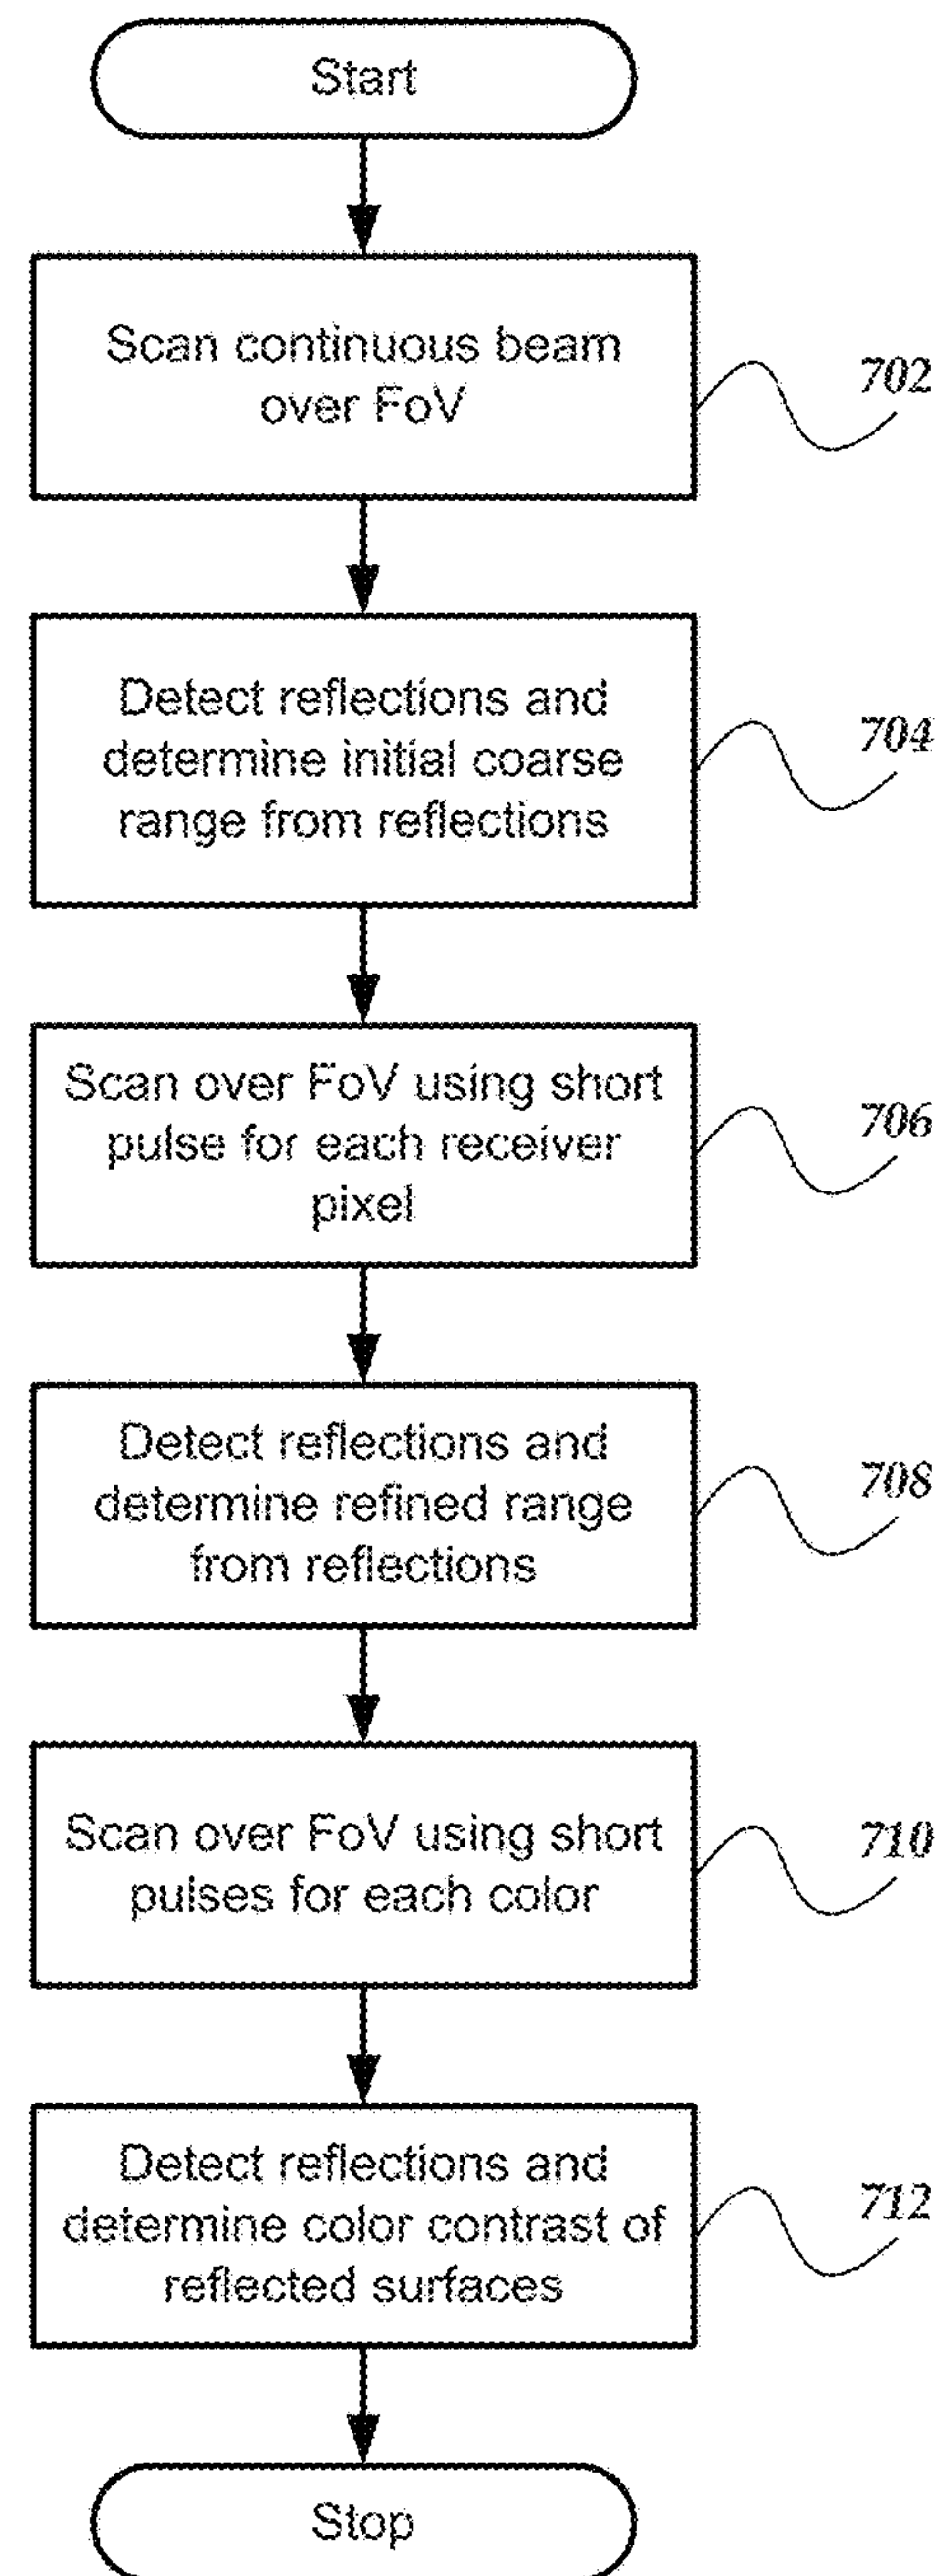 Start
Scan continuous beam
over FoV
702
Detect reflections and
determine initial coarse
range from reflections
704
Scan over FoV using short
pulse for each receiver
pixel
706
Detect reflections and
determine refined range
from reflections
708
Scan over FoV using short
pulses for each color
710
Detect reflections and
determine color contrast of
reflected surfaces
712
Stop